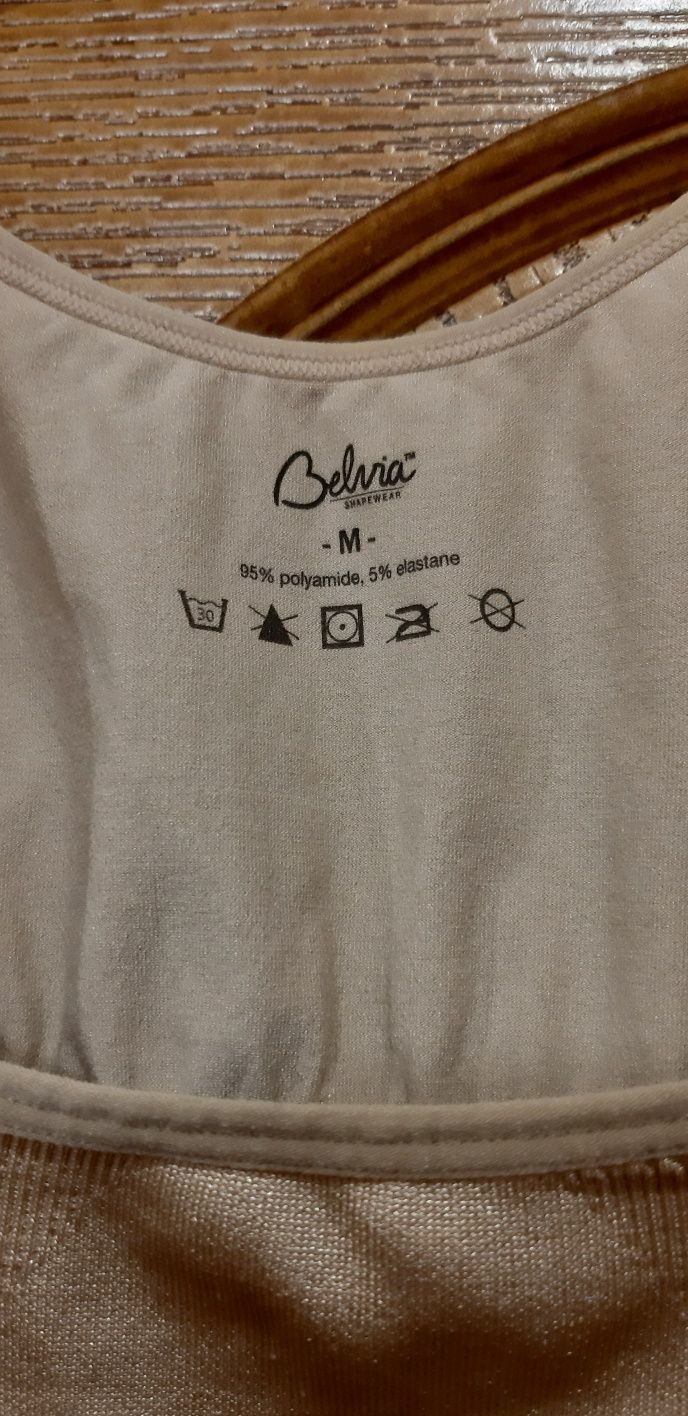 Belvia™
SHAPEWEAR
- M -
95% polyamide, 5% elastane
30